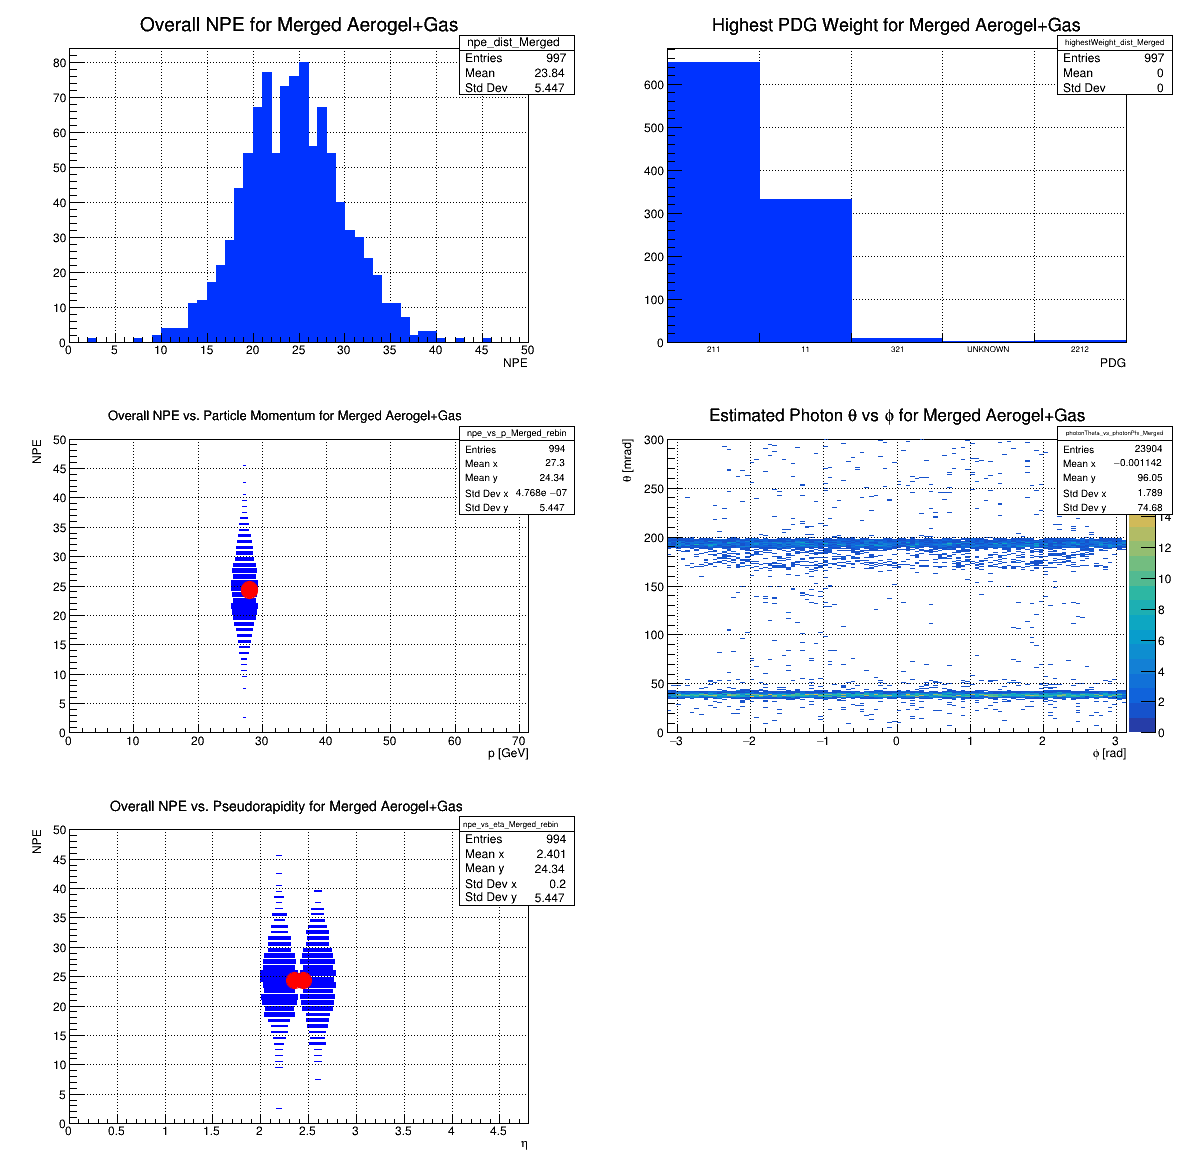 Overall NPE for Merged Aerogel+Gas
npe_dist_Merged
Entries 997
Mean 23.84
Std Dev 5.447
80
70
60
50
40
30
20
10
0
0 5 10 15 20 25 30 35 40 45 50
NPE
Highest PDG Weight for Merged Aerogel+Gas
highestWeight_dist_Merged
Entries 997
Mean 0
Std Dev 0
600
500
400
300
200
100
0
211 11 321 UNKNOWN 2212
PDG
Overall NPE vs. Particle Momentum for Merged Aerogel+Gas
npe_vs_p_Merged_rebin
Entries 994
Mean x 27.3
Mean y 24.34
Std Dev x 4.768e −07
Std Dev y 5.447
NPE
50
45
40
35
30
25
20
15
10
5
0
0 10 20 30 40 50 60 70
p [GeV]
Estimated Photon θ vs ϕ for Merged Aerogel+Gas
photonTheta_vs_photonPhi_Merged
Entries 23904
Mean x −0.001142
Mean y 96.05
Std Dev x 1.789
Std Dev y 74.68
θ [mrad]
300
250
200
150
100
50
0
−3 −2 −1 0 1 2 3
ϕ [rad]
14
12
10
8
6
4
2
0
Overall NPE vs. Pseudorapidity for Merged Aerogel+Gas
npe_vs_eta_Merged_rebin
Entries 994
Mean x 2.401
Mean y 24.34
Std Dev x 0.2
Std Dev y 5.447
NPE
50
45
40
35
30
25
20
15
10
5
0
0 0.5 1 1.5 2 2.5 3 3.5 4 4.5
η